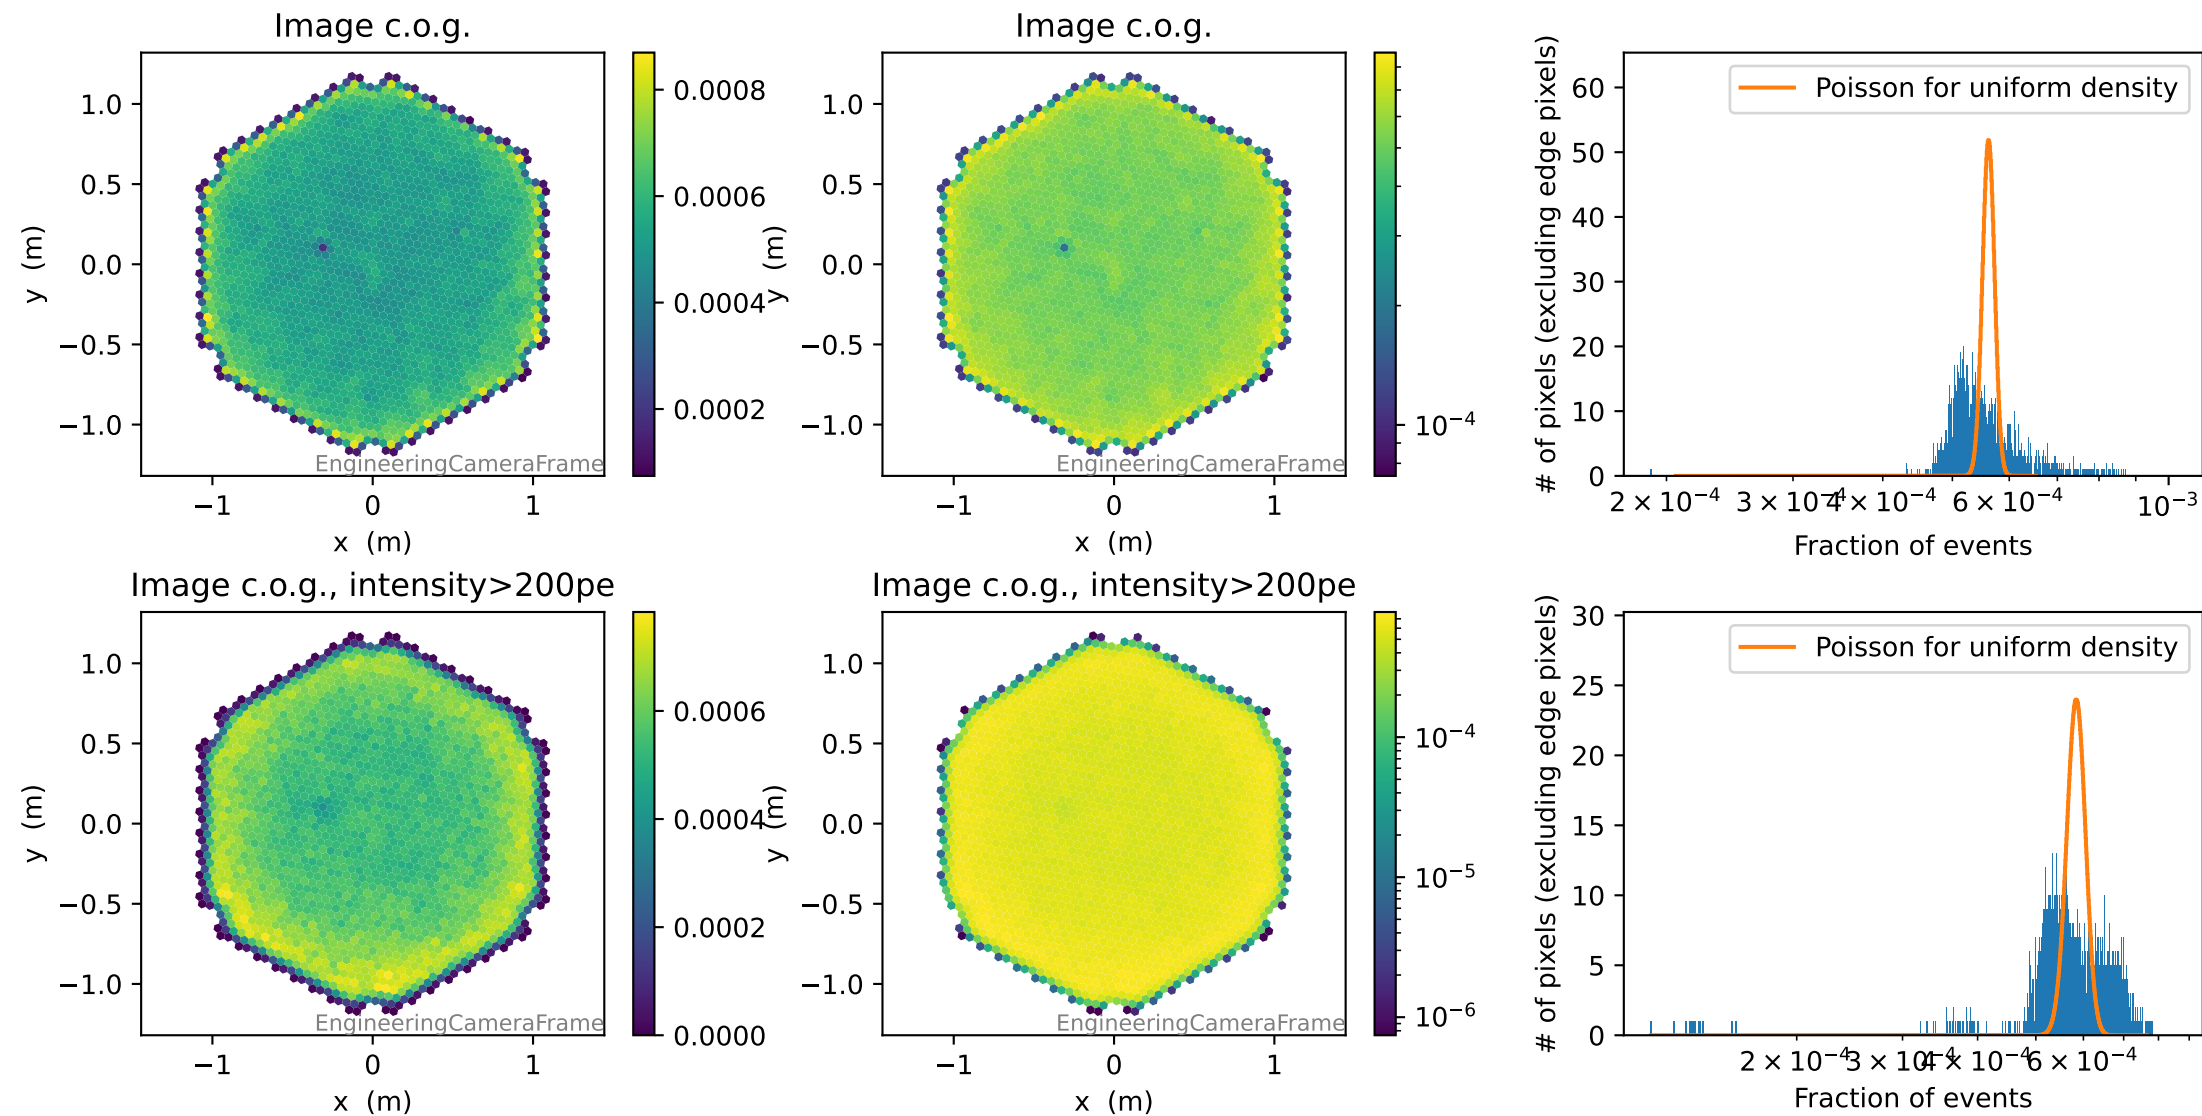 Image c.o.g.
1.0
0.5
0.0
−0.5
−1.0
y (m)
−1
0
1
x (m)
EngineeringCameraFrame
0.0008
0.0006
0.0004
0.0002
Image c.o.g.
1.0
0.5
0.0
−0.5
−1.0
y (m)
−1
0
1
x (m)
EngineeringCameraFrame
10⁻⁴
# of pixels (excluding edge pixels)
60
50
40
30
20
10
0
Poisson for uniform density
2 × 10⁻⁴
3 × 10⁻⁴
4 × 10⁻⁴
6 × 10⁻⁴
10⁻³
Fraction of events
Image c.o.g., intensity>200pe
1.0
0.5
0.0
−0.5
−1.0
y (m)
−1
0
1
x (m)
EngineeringCameraFrame
0.0006
0.0004
0.0002
0.0000
Image c.o.g., intensity>200pe
1.0
0.5
0.0
−0.5
−1.0
y (m)
−1
0
1
x (m)
EngineeringCameraFrame
10⁻⁴
10⁻⁵
10⁻⁶
# of pixels (excluding edge pixels)
30
25
20
15
10
5
0
Poisson for uniform density
2 × 10⁻⁴
3 × 10⁻⁴
4 × 10⁻⁴
6 × 10⁻⁴
Fraction of events